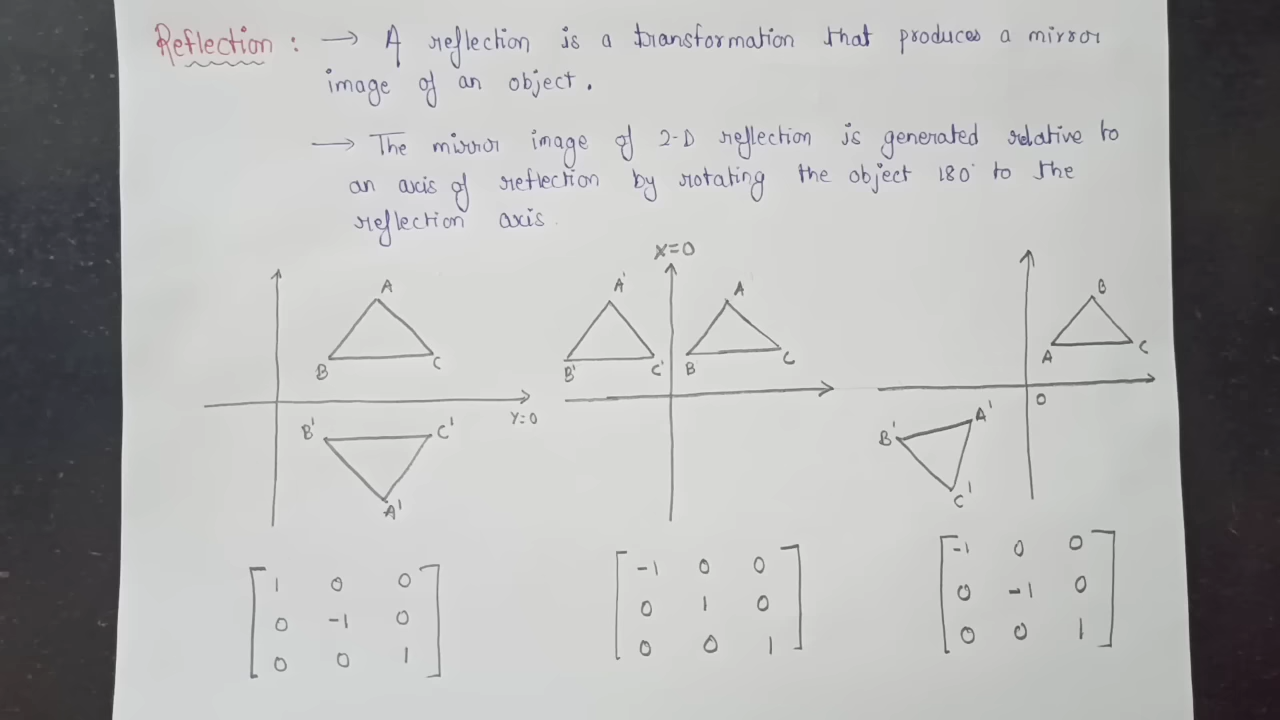 Reflection : → A reflection is a transformation that produces a mirror
image of an object.
→ The mirror image of 2-D reflection is generated relative to
an axis of reflection by rotating the object 180° to the
reflection axis.
A
B C
Y=0
B' C'
A'
X=0
A' A
B' C' B C
B
A C
O
A'
B'
C'
1 0 0
0 -1 0
0 0 1
-1 0 0
0 1 0
0 0 1
-1 0 0
0 -1 0
0 0 1